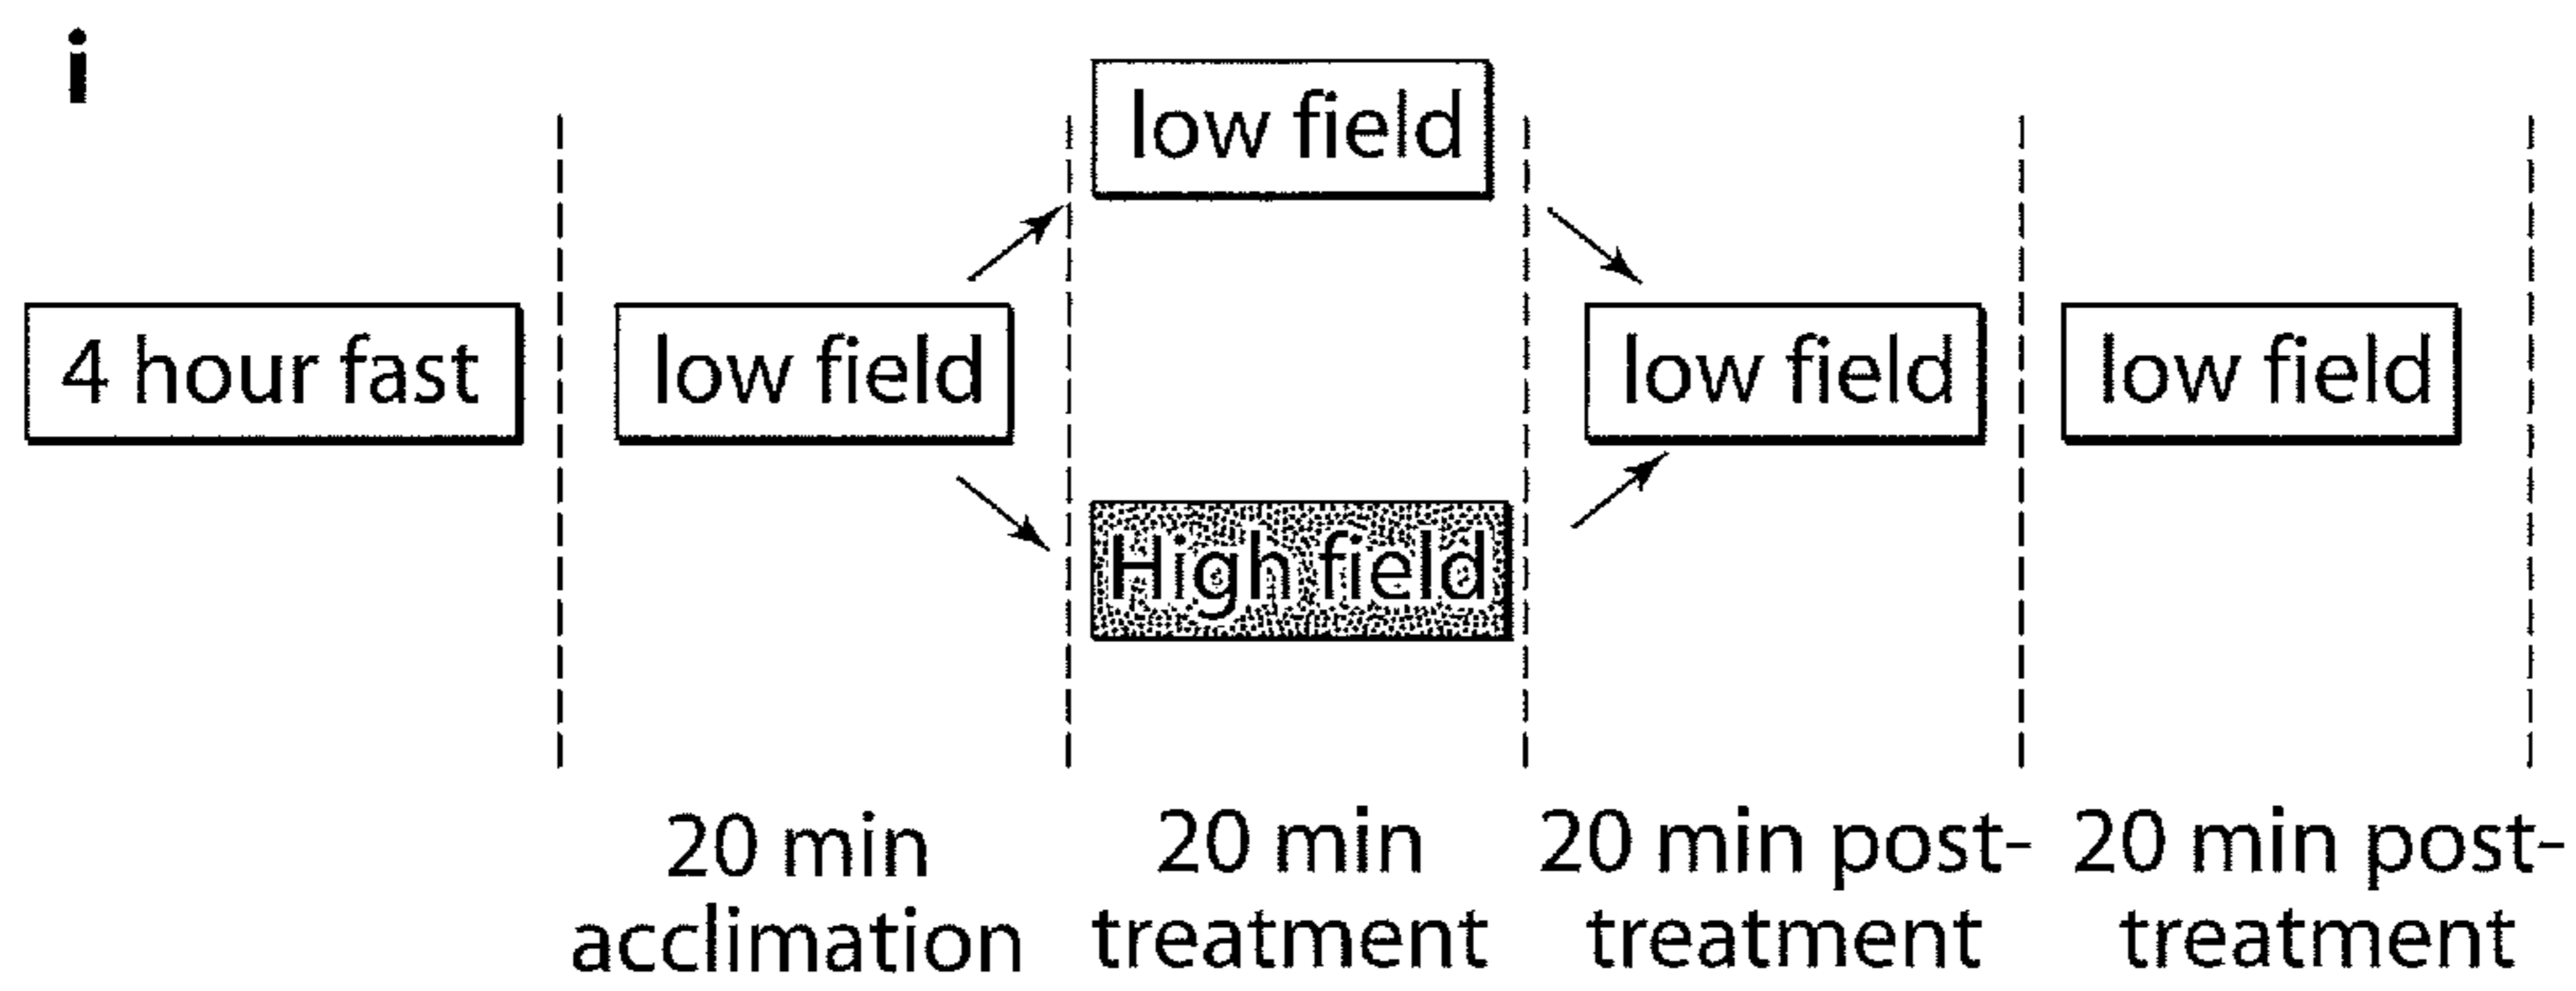 i
low field
4 hour fast
low field
low field
low field
High field
20 min
acclimation
20 min
treatment
20 min post-
treatment
20 min post-
treatment